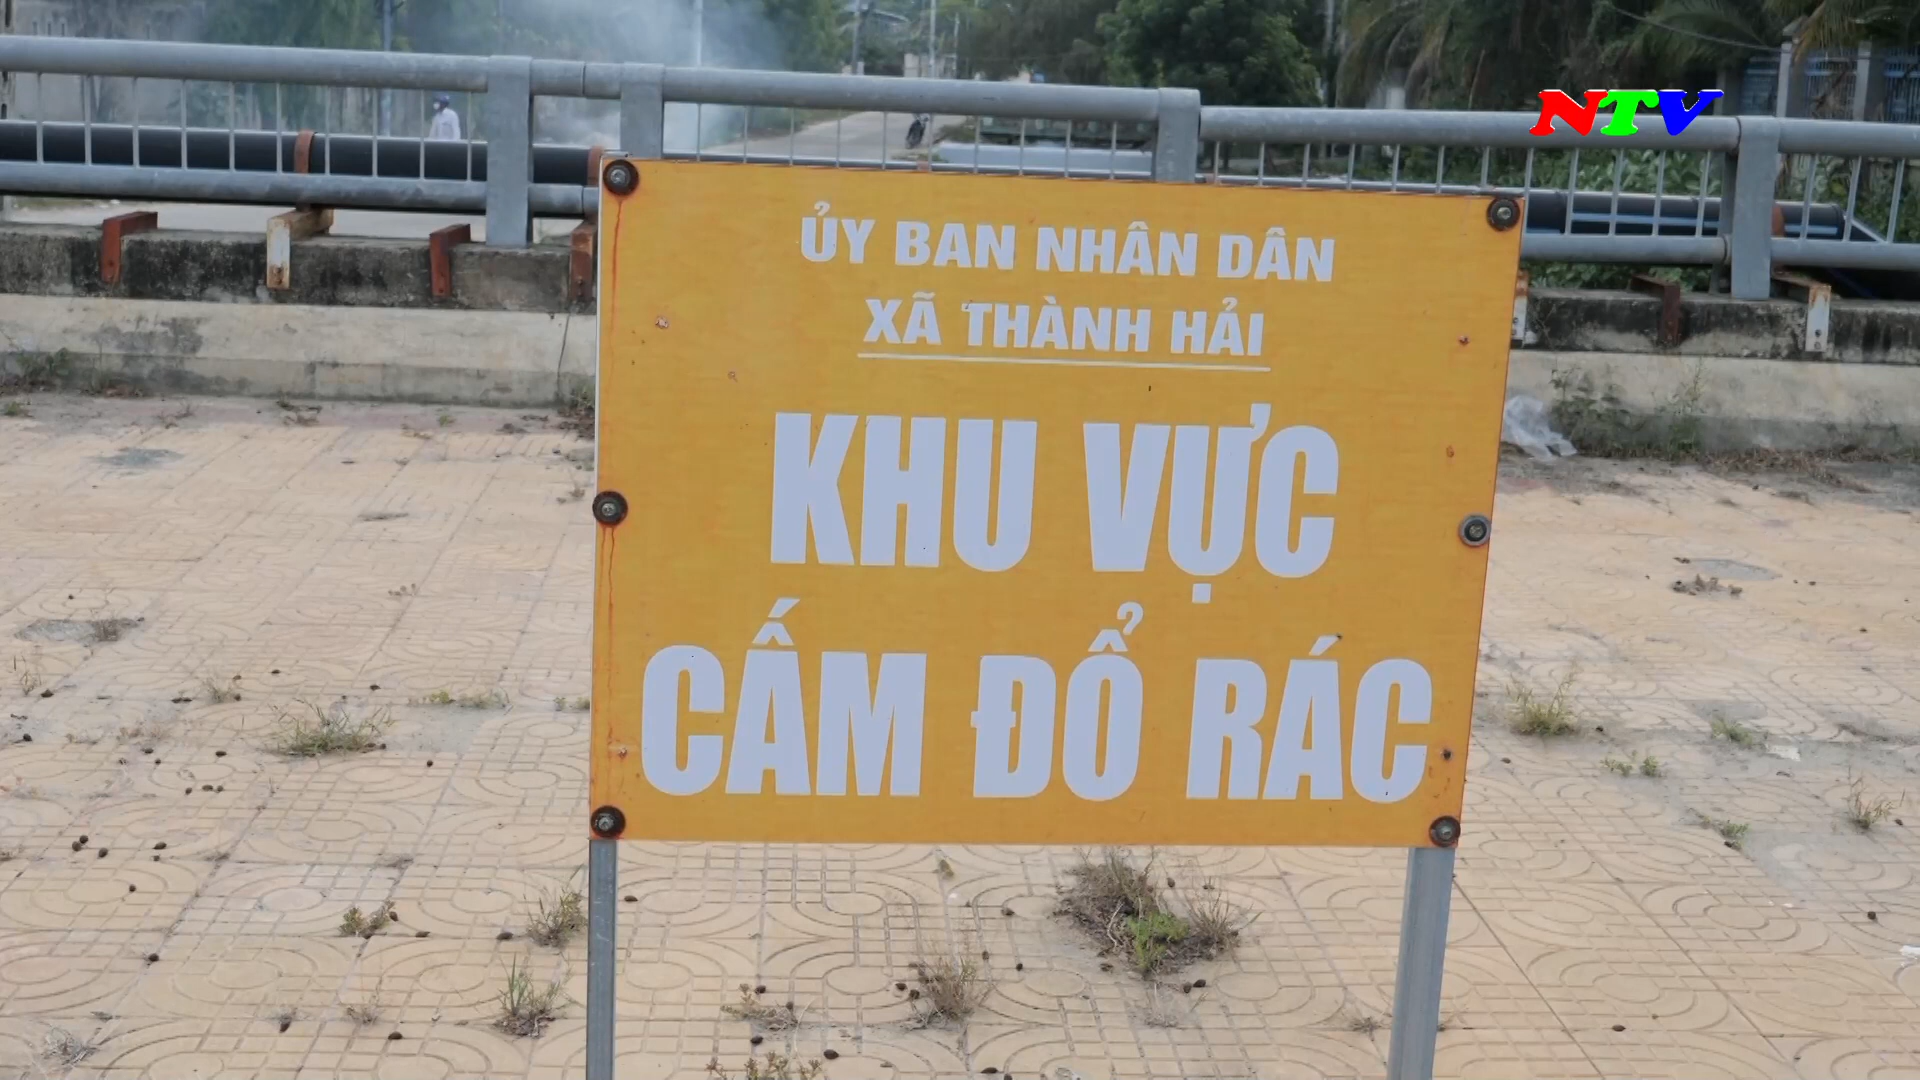 NTV
ỦY BAN NHÂN DÂN
XÃ THÀNH HẢI
KHU VỰC
CẤM ĐỔ RÁC